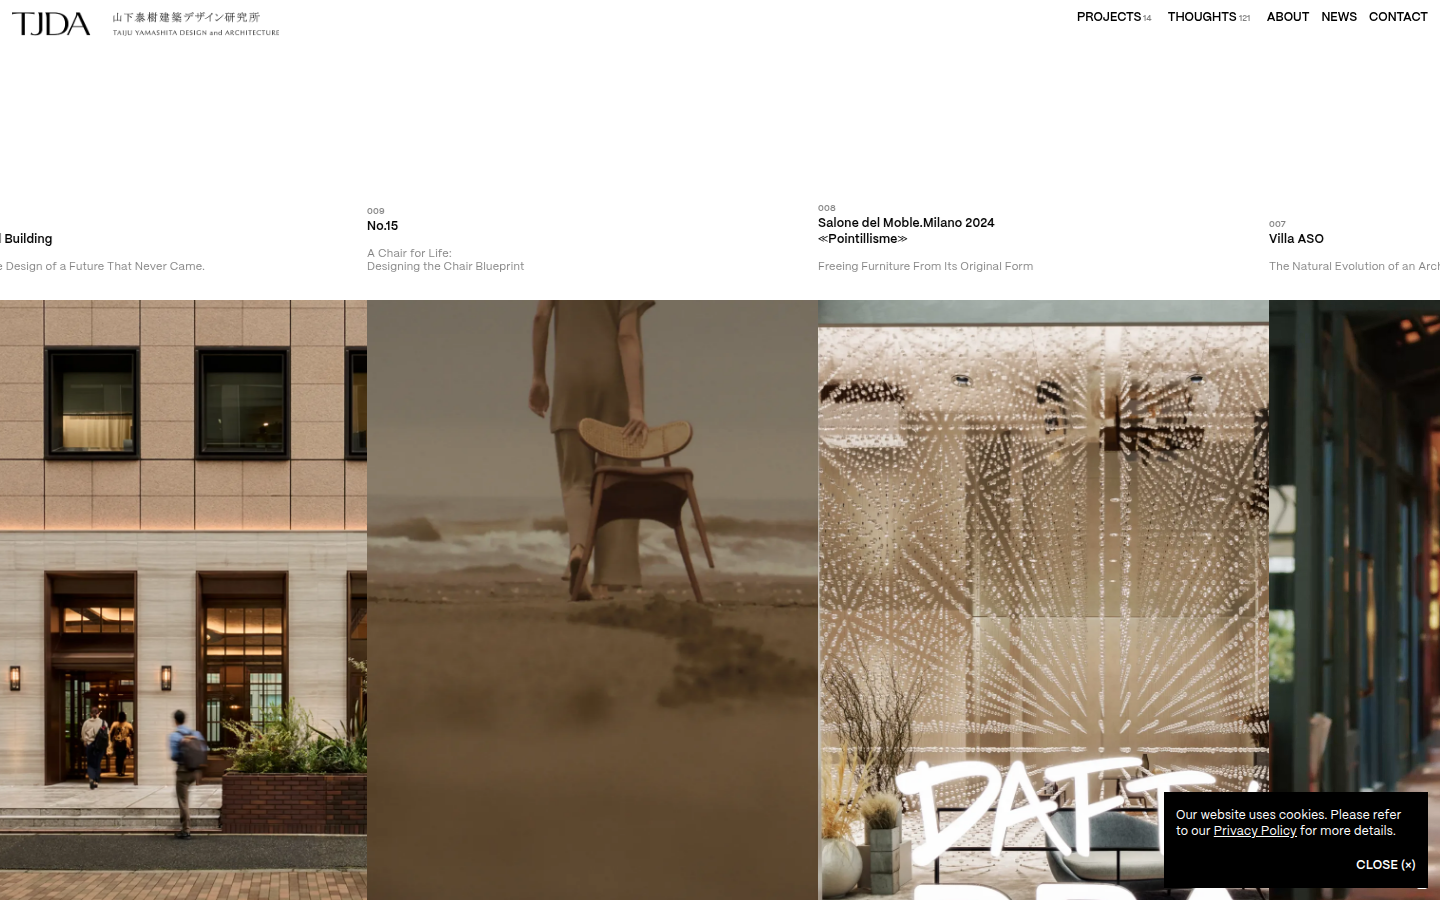 TJDA
山下泰樹建築デザイン研究所
TAIJU YAMASHITA DESIGN and ARCHITECTURE
PROJECTS 14
THOUGHTS 121
ABOUT
NEWS
CONTACT
Building
Design of a Future That Never Came.
009
No.15
A Chair for Life:
Designing the Chair Blueprint
008
Salone del Moble.Milano 2024
≪Pointillisme≫
Freeing Furniture From Its Original Form
007
Villa ASO
The Natural Evolution of an
DAFT
Our website uses cookies. Please refer
to our Privacy Policy for more details.
CLOSE (×)